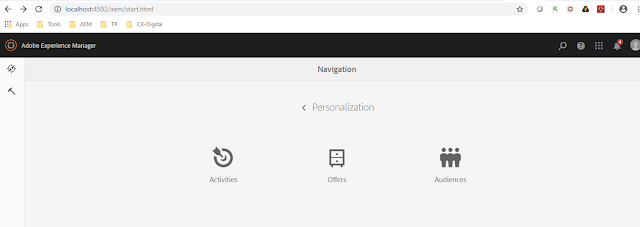 localhost:4502/aem/start.html
Apps Tools AEM TR CX-Digital
Adobe Experience Manager
4
Navigation
Personalization
Activities Offers Audiences